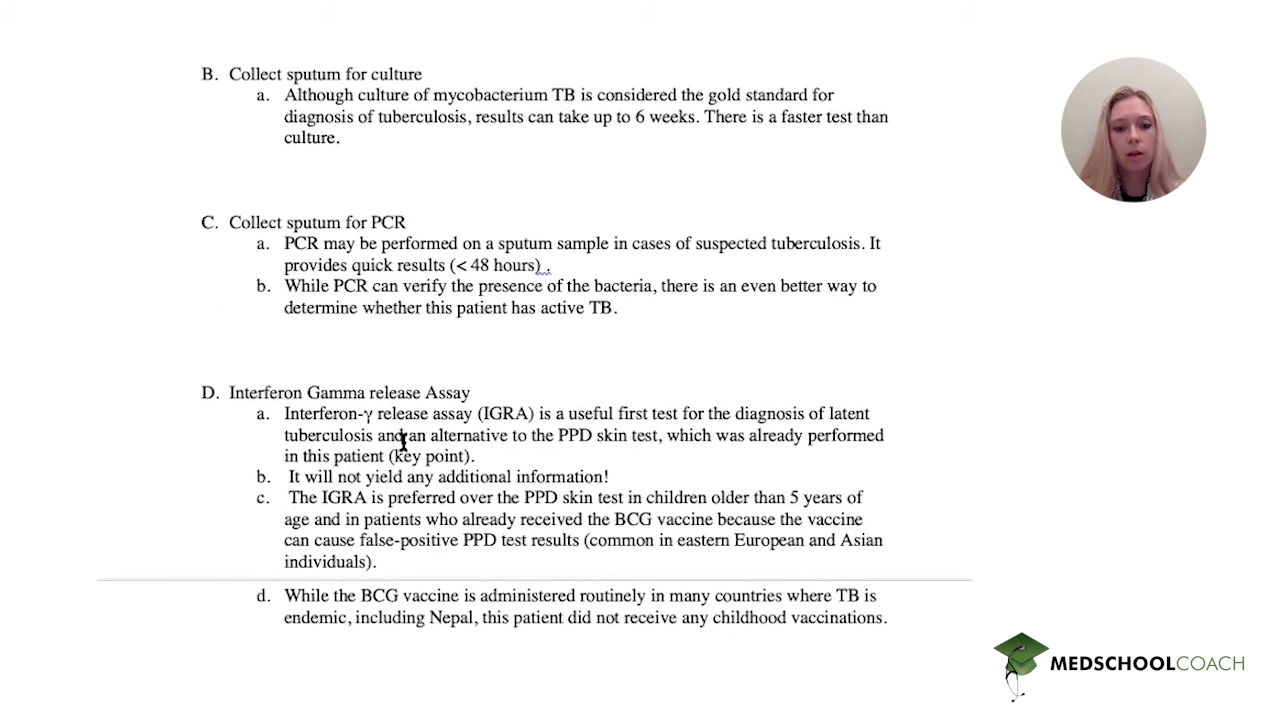 B. Collect sputum for culture
a. Although culture of mycobacterium TB is considered the gold standard for
diagnosis of tuberculosis, results can take up to 6 weeks. There is a faster test than
culture.
C. Collect sputum for PCR
a. PCR may be performed on a sputum sample in cases of suspected tuberculosis. It
provides quick results (< 48 hours) .
b. While PCR can verify the presence of the bacteria, there is an even better way to
determine whether this patient has active TB.
D. Interferon Gamma release Assay
a. Interferon-γ release assay (IGRA) is a useful first test for the diagnosis of latent
tuberculosis and an alternative to the PPD skin test, which was already performed
in this patient (key point).
b. It will not yield any additional information!
c. The IGRA is preferred over the PPD skin test in children older than 5 years of
age and in patients who already received the BCG vaccine because the vaccine
can cause false-positive PPD test results (common in eastern European and Asian
individuals).
d. While the BCG vaccine is administered routinely in many countries where TB is
endemic, including Nepal, this patient did not receive any childhood vaccinations.
MEDSCHOOLCOACH